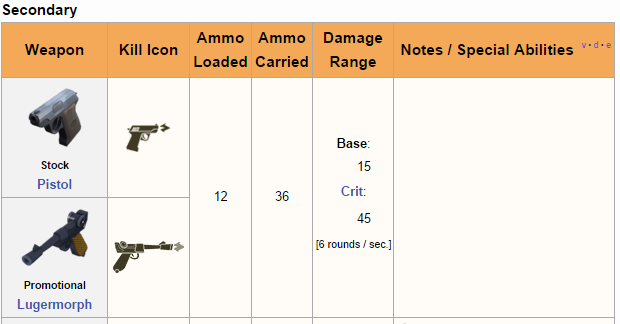 Secondary
Weapon
Kill Icon
Ammo
Loaded
Ammo
Carried
Damage
Range
Notes / Special Abilities
v · d · e
Stock
Pistol
12
36
Base:
15
Crit:
45
[6 rounds / sec.]
Promotional
Lugermorph